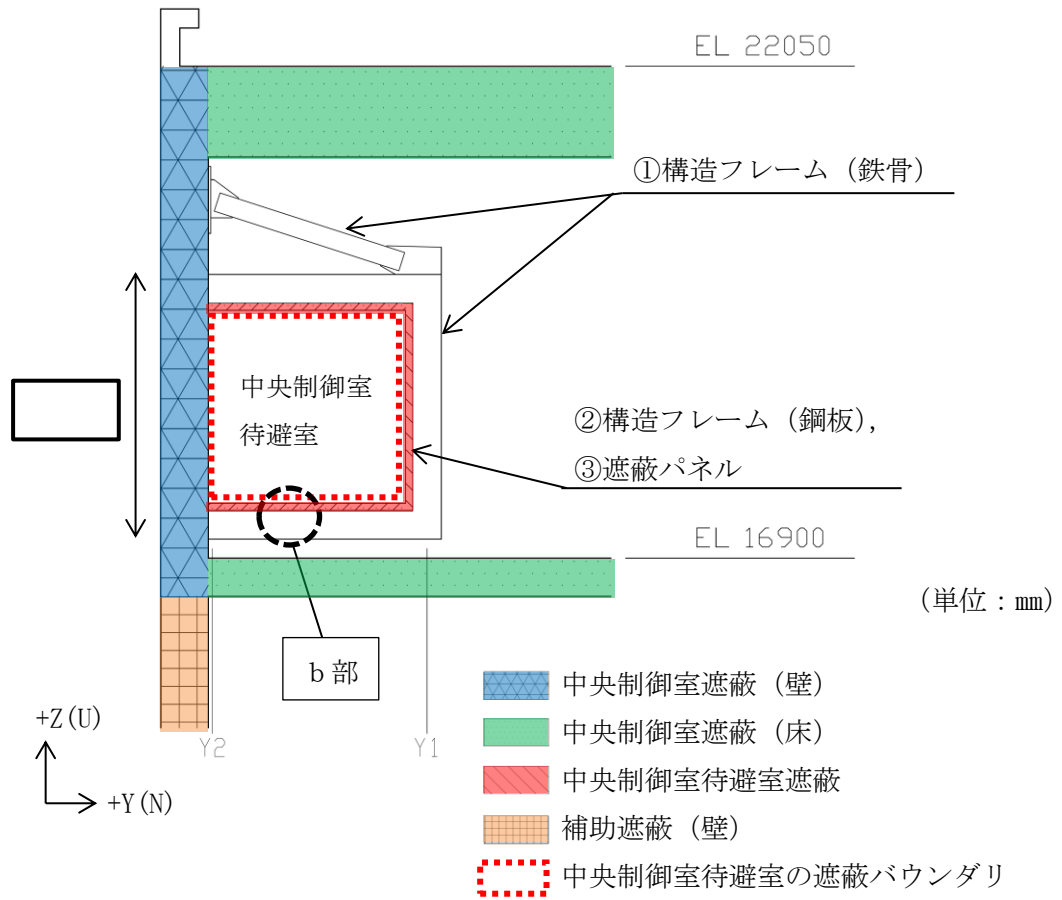 EL 22050
①構造フレーム（鉄骨）
中央制御室
待避室
②構造フレーム（鋼板），
③遮蔽パネル
EL 16900
（単位：mm）
b部
中央制御室遮蔽（壁）
+Z(U)
中央制御室遮蔽（床）
Y2
Y1
中央制御室待避室遮蔽
+Y(N)
補助遮蔽（壁）
中央制御室待避室の遮蔽バウンダリ